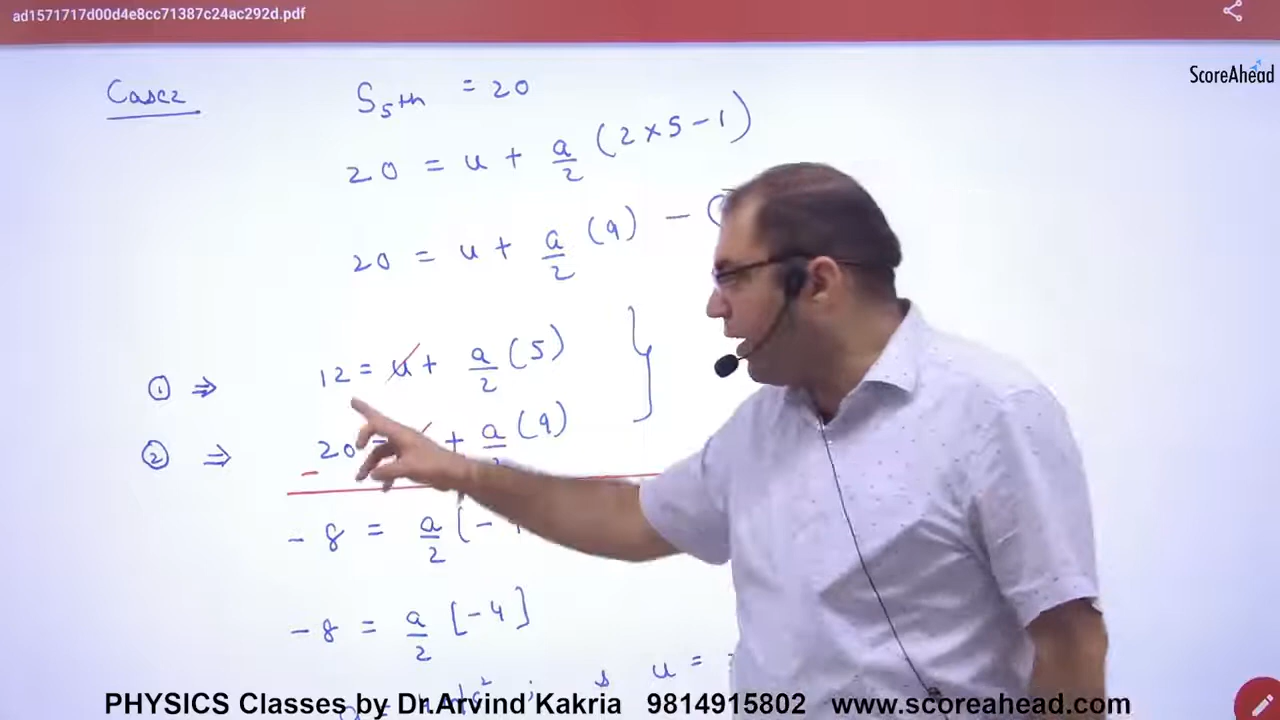 ad1571717d00d4e8cc71387c24ac292d.pdf
ScoreAhead
Case2 S₅th = 20
20 = u + a/2 (2×5-1)
20 = u + a/2 (9) -
① ⇒ 12 = u + a/2 (5)
② ⇒ 20 = + a/2 (9)
-
-8 = a/2
-8 = a/2 [-4]
; u =
PHYSICS Classes by Dr.Arvind Kakria 9814915802 www.scoreahead.com